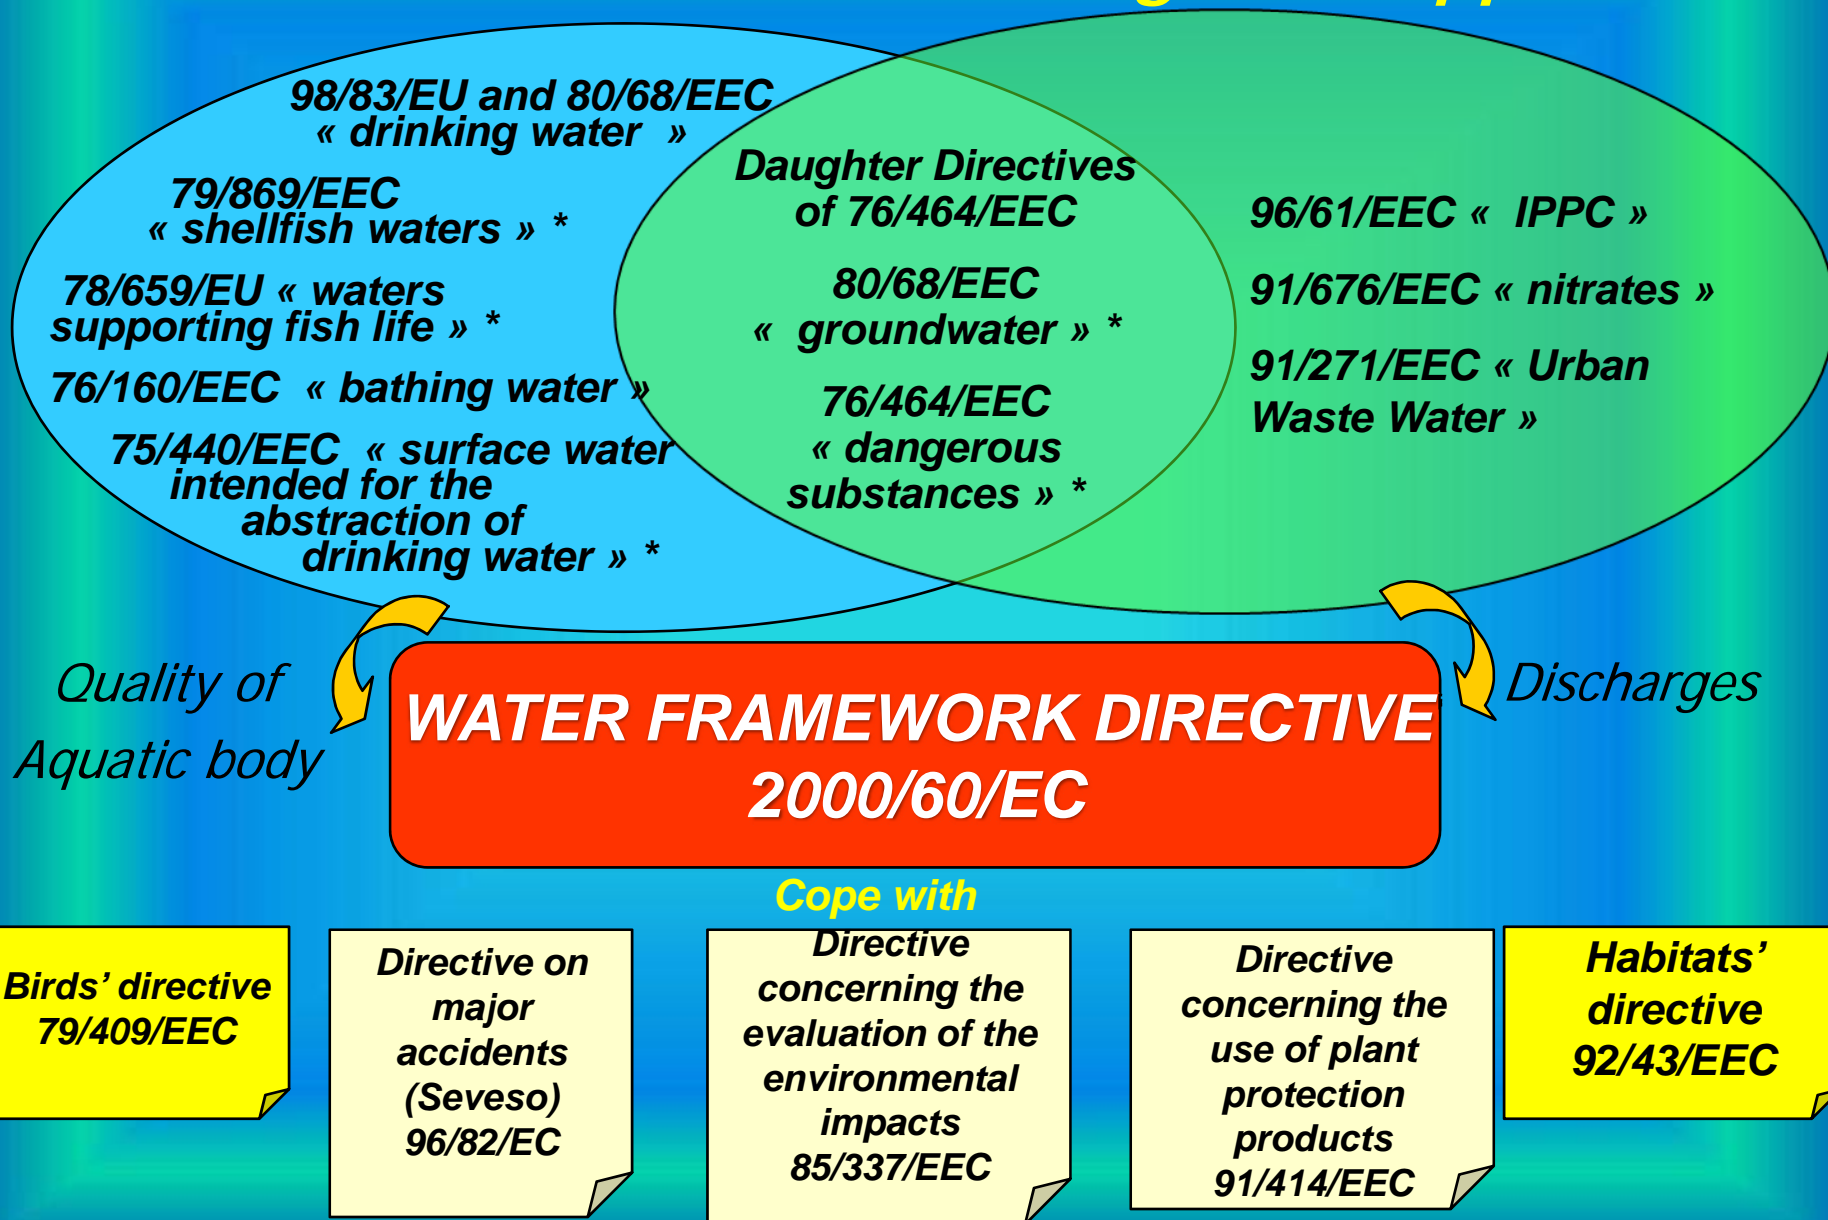 98/83/EU and 80/68/EEC
« drinking water »
79/869/EEC
« shellfish waters » *
78/659/EU « waters
supporting fish life » *
76/160/EEC « bathing water »
75/440/EEC « surface water
intended for the
abstraction of
drinking water » *
Daughter Directives
of 76/464/EEC
80/68/EEC
« groundwater » *
76/464/EEC
« dangerous
substances » *
96/61/EEC « IPPC »
91/676/EEC « nitrates »
91/271/EEC « Urban
Waste Water »
Quality of
Aquatic body
Discharges
WATER FRAMEWORK DIRECTIVE
2000/60/EC
Cope with
Birds’ directive
79/409/EEC
Directive on
major
accidents
(Seveso)
96/82/EC
Directive
concerning the
evaluation of the
environmental
impacts
85/337/EEC
Directive
concerning the
use of plant
protection
products
91/414/EEC
Habitats’
directive
92/43/EEC